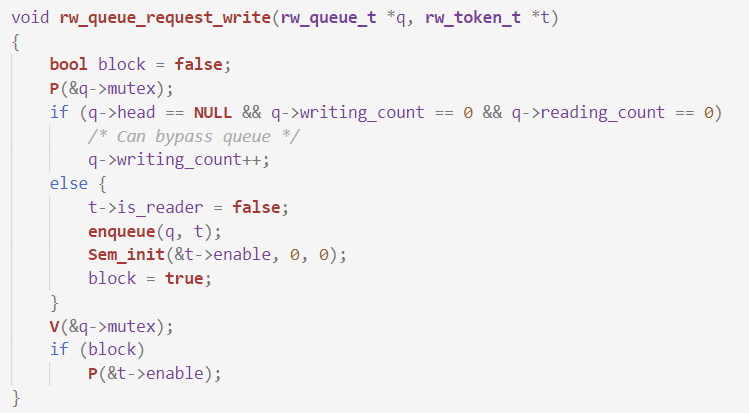 void rw_queue_request_write(rw_queue_t *q, rw_token_t *t)
{
    bool block = false;
    P(&q->mutex);
    if (q->head == NULL && q->writing_count == 0 && q->reading_count == 0)
        /* Can bypass queue */
        q->writing_count++;
    else {
        t->is_reader = false;
        enqueue(q, t);
        Sem_init(&t->enable, 0, 0);
        block = true;
    }
    V(&q->mutex);
    if (block)
        P(&t->enable);
}